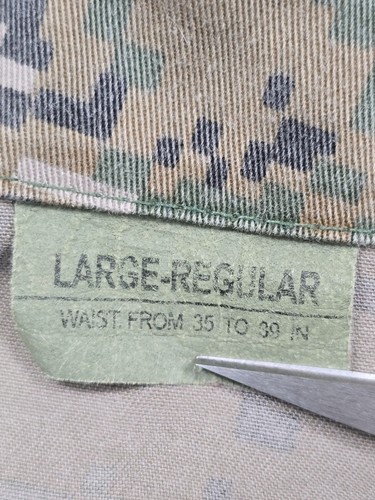 LARGE-REGULAR
WAIST FROM 35 TO 39 IN